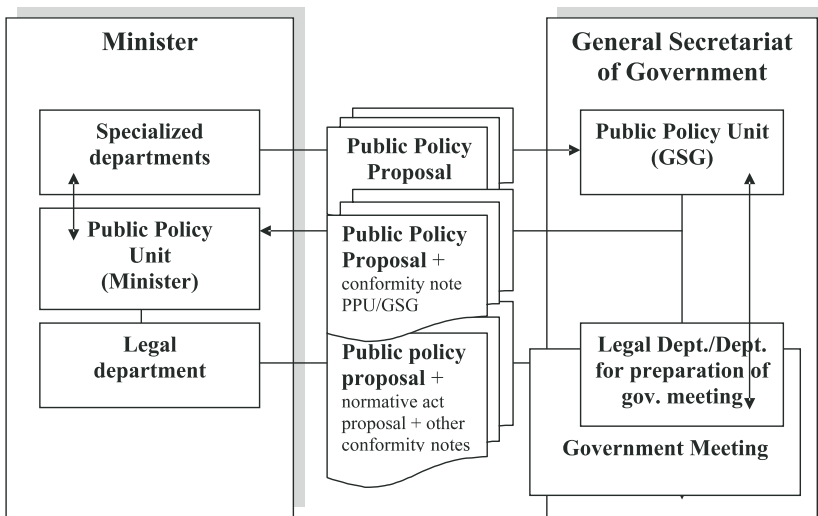 Minister
Specialized
departments
Public Policy
Unit
(Minister)
Legal
department
Public Policy
Proposal
Public Policy
Proposal +
conformity note
PPU/GSG
Public policy
proposal +
normative act
proposal + other
conformity notes
General Secretariat
of Government
Public Policy Unit
(GSG)
Legal Dept./Dept.
for preparation of
gov. meeting
Government Meeting